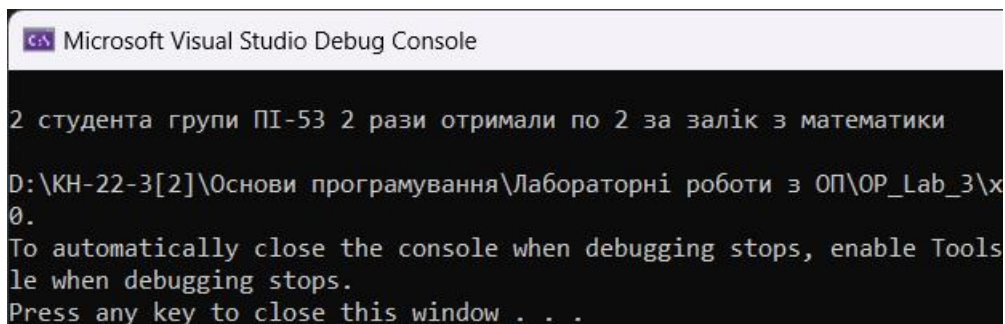 Microsoft Visual Studio Debug Console
2 студента групи ПІ-53 2 рази отримали по 2 за залік з математики
D:\КН-22-3[2]\Основи програмування\Лабораторні роботи з ОП\OP_Lab_3\x
0.
To automatically close the console when debugging stops, enable Tools
le when debugging stops.
Press any key to close this window . . .